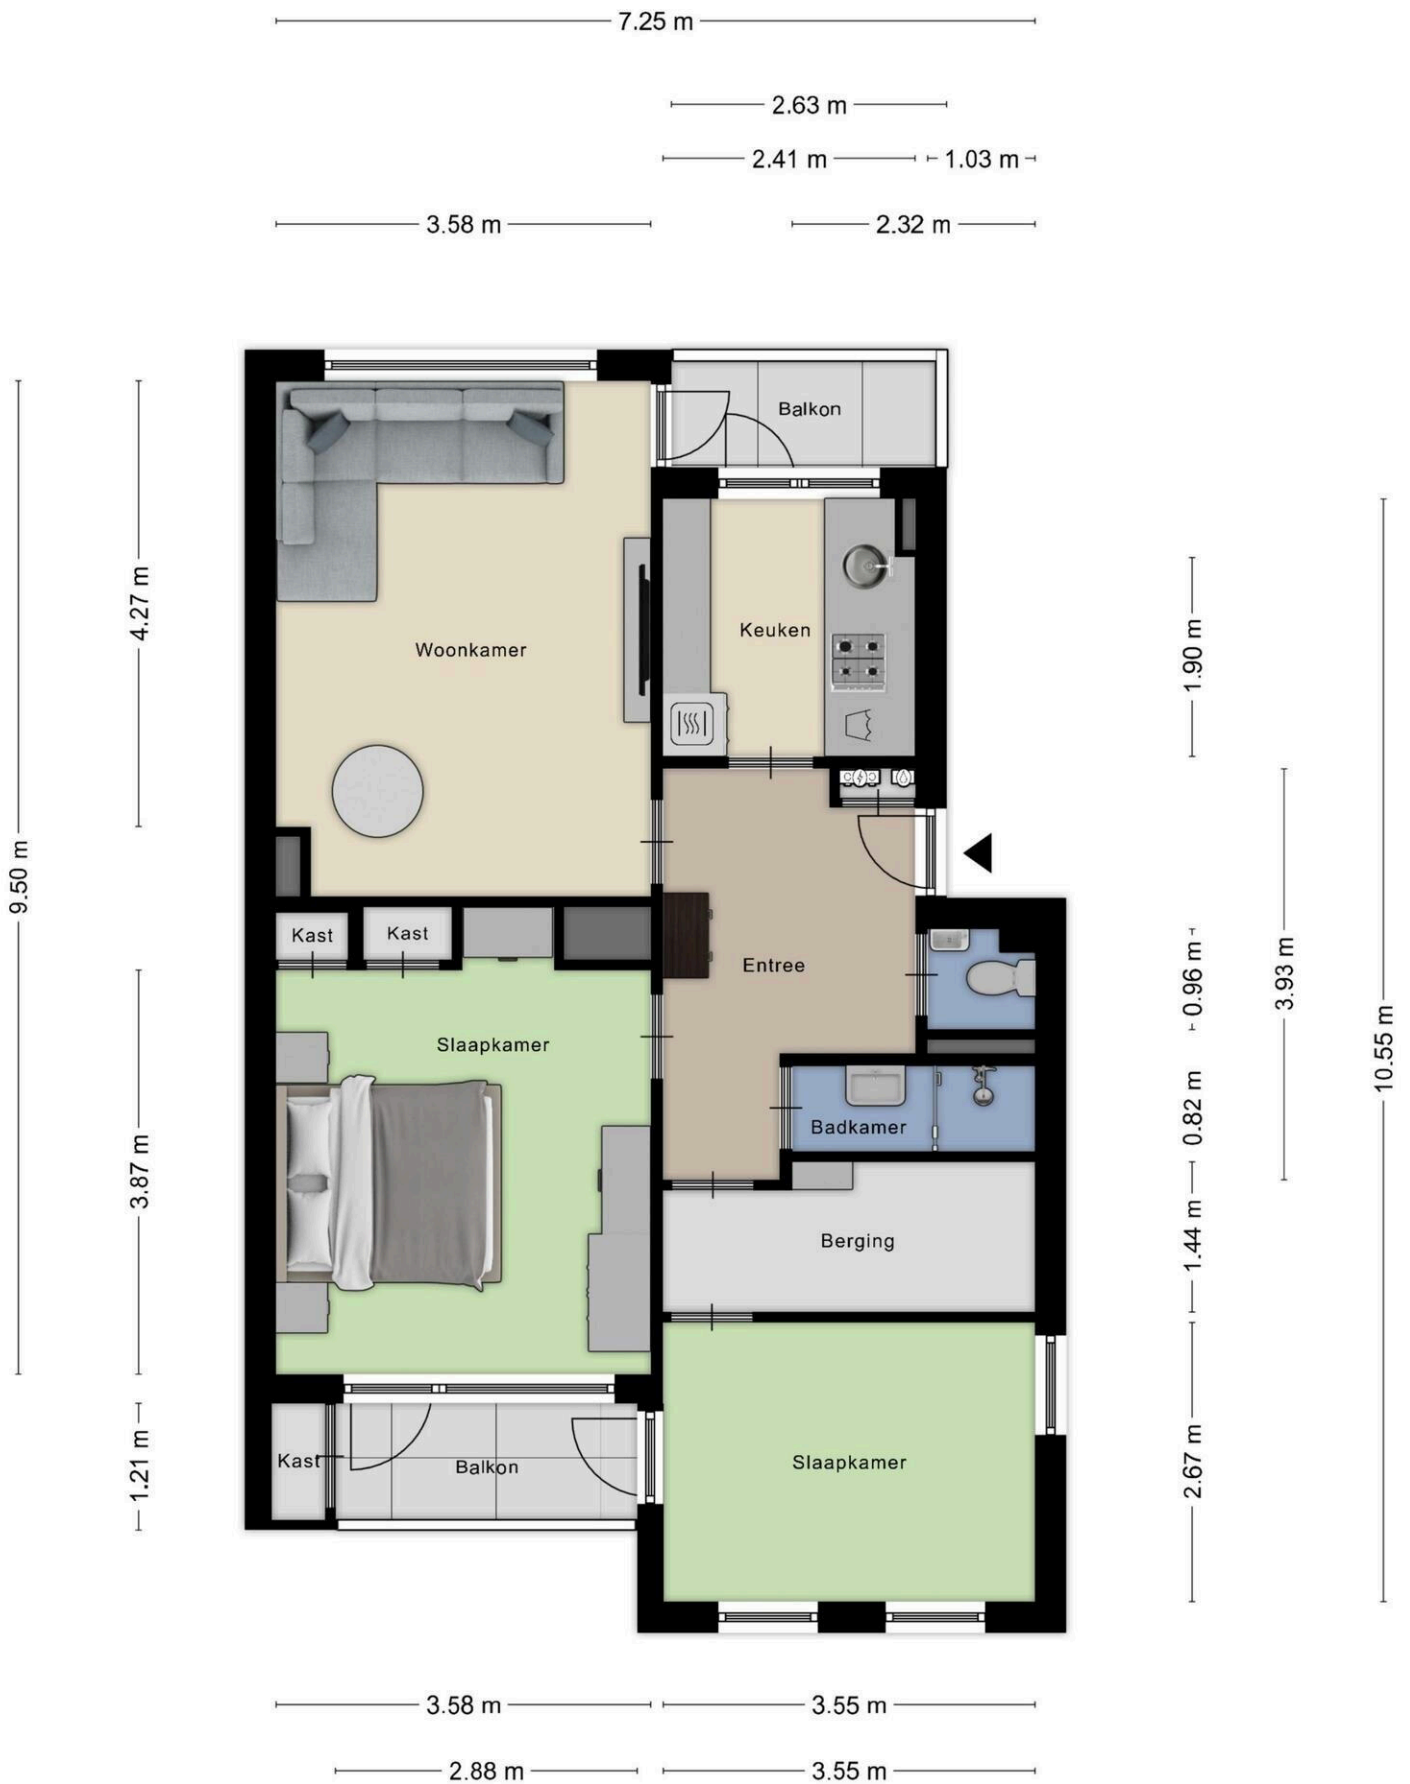 7.25 m
2.63 m
2.41 m
1.03 m
3.58 m
2.32 m
Balkon
4.27 m
Woonkamer
Keuken
1.90 m
9.50 m
Kast
Kast
Entree
0.96 m
3.93 m
10.55 m
Slaapkamer
0.82 m
Badkamer
3.87 m
Berging
1.44 m
Kast
Balkon
Slaapkamer
1.21 m
2.67 m
3.58 m
3.55 m
2.88 m
3.55 m